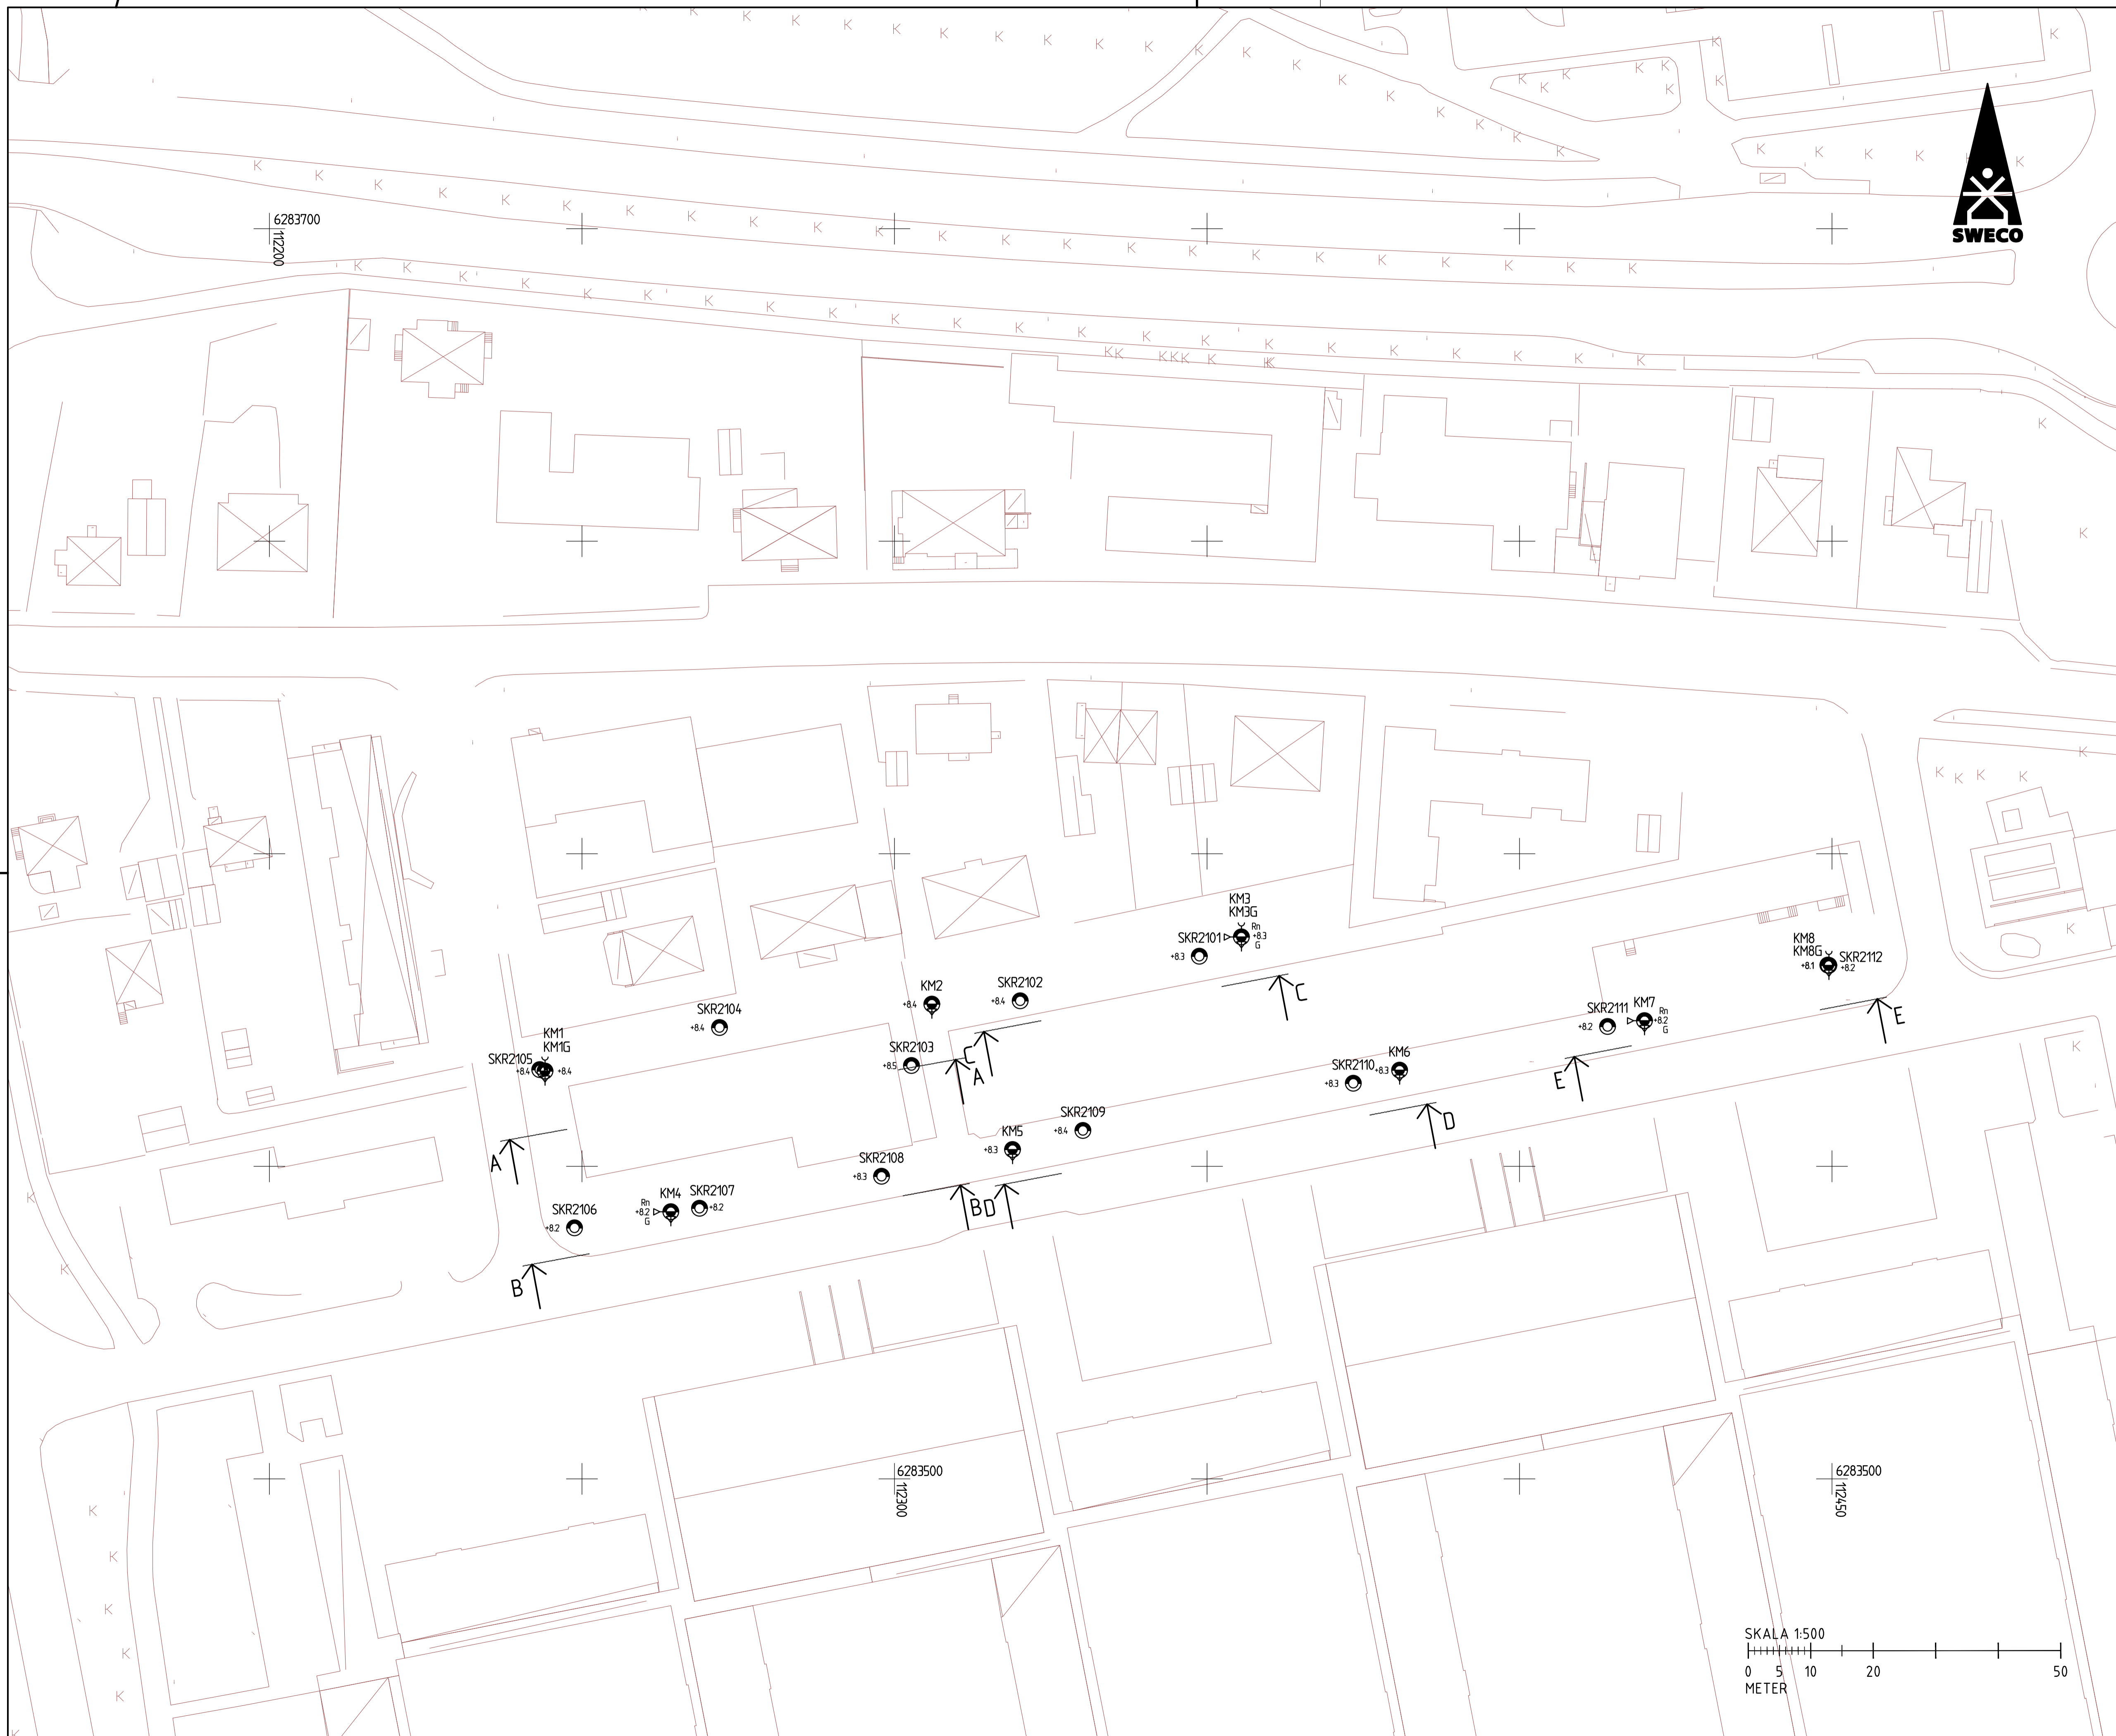 6283700
112200
SWECO
KM3
KM3G
Rn
+8.3
G
SKR2101
+8.3
KM8
KM8G
+8.1
SKR2112
+8.2
KM2
+8.4
SKR2102
+8.4
C
SKR2104
+8.4
SKR2111
+8.2
KM7
Rn
+8.2
G
E
KM1
KM1G
SKR2105
+8.4
+8.4
SKR2103
+8.5
C
A
SKR2110
+8.3
KM6
+8.3
E
SKR2109
+8.4
D
KM5
+8.3
A
SKR2108
+8.3
SKR2106
+8.2
KM4
Rn
+8.2
G
SKR2107
+8.2
B
D
B
6283500
112300
6283500
112450
SKALA 1:500
0 5 10 20 50
METER
K K K K K K K K K K K K K K K K K K